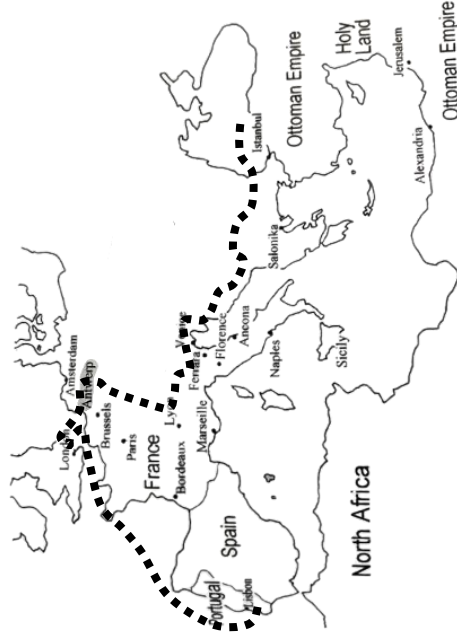 London
Amsterdam
Antwerp
Brussels
Paris
France
Lyon
Bordeaux
Marseille
Portugal
Lisbon
Spain
North Africa
Venice
Ferrara
Florence
Ancona
Naples
Sicily
Salonika
Istanbul
Ottoman Empire
Holy
Land
Jerusalem
Alexandria
Ottoman Empire